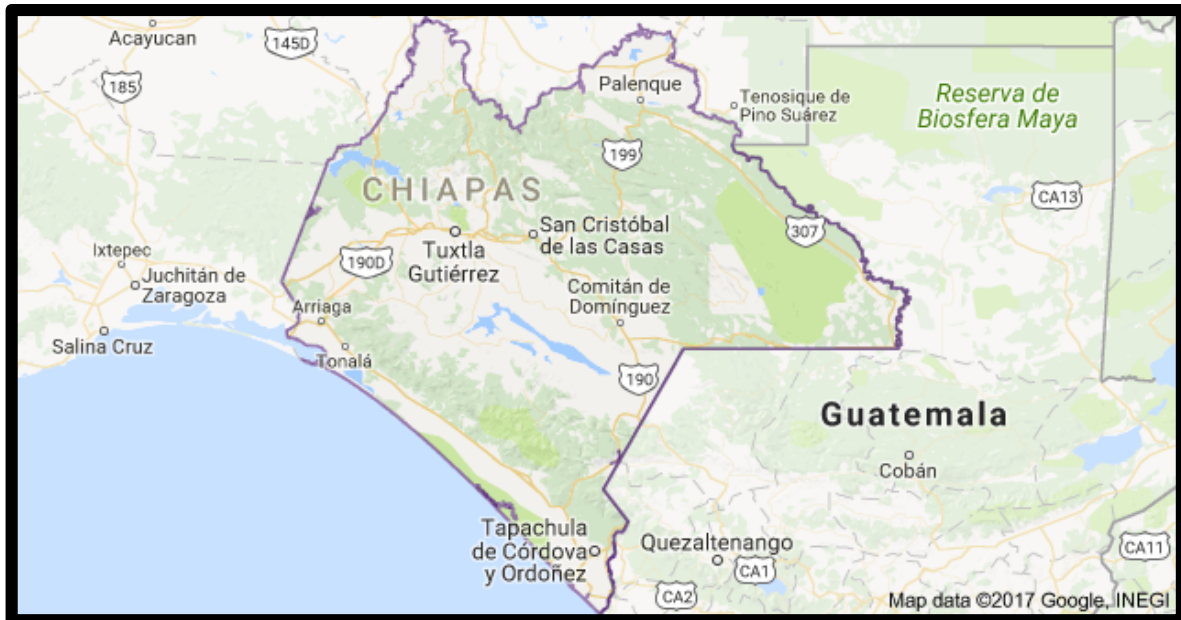 Acayucan
145D
185
Palenque
Tenosique de
Pino Suárez
Reserva de
Biosfera Maya
199
CHIAPAS
CA13
San Cristóbal
de las Casas
307
Tuxtla
Gutiérrez
Ixtepec
190D
Juchitán de
Zaragoza
Comitán de
Domínguez
Arriaga
Salina Cruz
Tonalá
190
Guatemala
Cobán
Tapachula
de Córdova
y Ordoñez
Quezaltenango
CA11
CA1
CA2
Map data ©2017 Google, INEGI